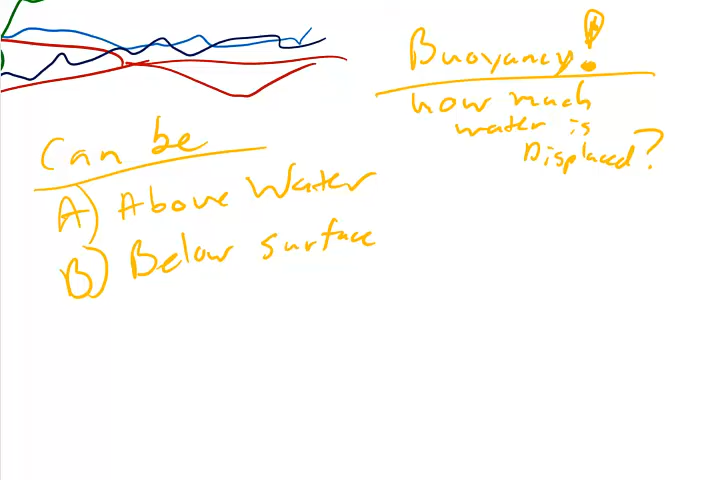 Buoyancy!
how much
water is
Displaced?
Can be
A) Above Water
B) Below surface